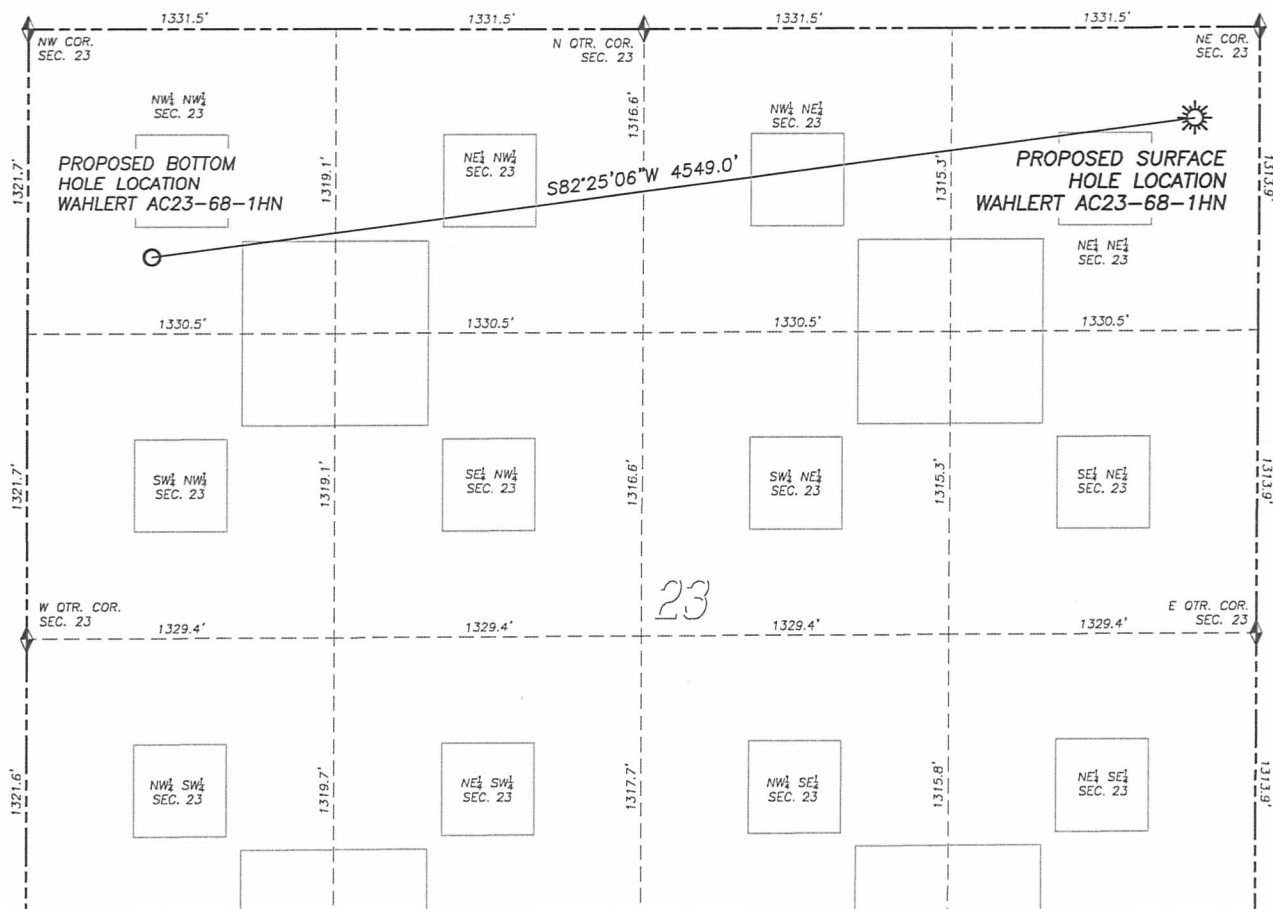 1331.5' 1331.5' 1331.5' 1331.5'
NW COR.
SEC. 23
N QTR. COR.
SEC. 23
NE COR.
SEC. 23
NW¼ NW¼
SEC. 23
NE¼ NW¼
SEC. 23
NW¼ NE¼
SEC. 23
1321.7'
1319.1'
1316.6'
1315.3'
1313.9'
PROPOSED BOTTOM
HOLE LOCATION
WAHLERT AC23-68-1HN
S82°25'06"W 4549.0'
PROPOSED SURFACE
HOLE LOCATION
WAHLERT AC23-68-1HN
NE¼ NE¼
SEC. 23
1330.5' 1330.5' 1330.5' 1330.5'
1321.7'
SW¼ NW¼
SEC. 23
1319.1'
SE¼ NW¼
SEC. 23
1316.6'
SW¼ NE¼
SEC. 23
1315.3'
SE¼ NE¼
SEC. 23
1313.9'
23
W QTR. COR.
SEC. 23
E QTR. COR.
SEC. 23
1329.4' 1329.4' 1329.4' 1329.4'
1321.6'
NW¼ SW¼
SEC. 23
1319.7'
NE¼ SW¼
SEC. 23
1317.7'
NW¼ SE¼
SEC. 23
1315.8'
NE¼ SE¼
SEC. 23
1313.9'